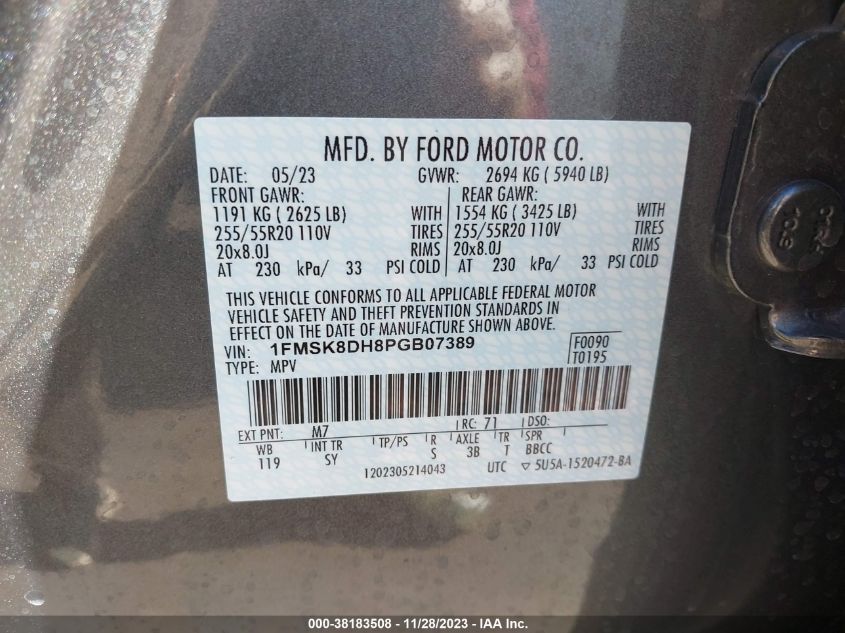 MFD. BY FORD MOTOR CO.
DATE: 05/23 GVWR: 2694 KG ( 5940 LB)
FRONT GAWR: REAR GAWR:
1191 KG ( 2625 LB) WITH 1554 KG ( 3425 LB) WITH
255/55R20 110V TIRES 255/55R20 110V TIRES
20x8.0J RIMS 20x8.0J RIMS
AT 230 kPa/ 33 PSI COLD AT 230 kPa/ 33 PSI COLD
THIS VEHICLE CONFORMS TO ALL APPLICABLE FEDERAL MOTOR
VEHICLE SAFETY AND THEFT PREVENTION STANDARDS IN
EFFECT ON THE DATE OF MANUFACTURE SHOWN ABOVE.
VIN: 1FMSK8DH8PGB07389 F0090
TYPE: MPV T0195
EXT PNT: M7 RC: 71 DSO:
WB INT TR TP/PS R AXLE TR SPR
119 SY S 3B T BBCC
1202305214043 UTC ▽ 5U5A-1520472-BA
10.9
000-38183508 - 11/28/2023 - IAA Inc.